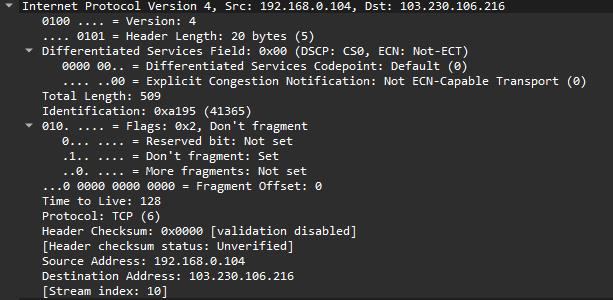 Internet Protocol Version 4, Src: 192.168.0.104, Dst: 103.230.106.216
0100 .... = Version: 4
.... 0101 = Header Length: 20 bytes (5)
Differentiated Services Field: 0x00 (DSCP: CS0, ECN: Not-ECT)
0000 00.. = Differentiated Services Codepoint: Default (0)
.... ..00 = Explicit Congestion Notification: Not ECN-Capable Transport (0)
Total Length: 509
Identification: 0xa195 (41365)
010. .... = Flags: 0x2, Don't fragment
0... .... = Reserved bit: Not set
.1.. .... = Don't fragment: Set
..0. .... = More fragments: Not set
...0 0000 0000 0000 = Fragment Offset: 0
Time to Live: 128
Protocol: TCP (6)
Header Checksum: 0x0000 [validation disabled]
[Header checksum status: Unverified]
Source Address: 192.168.0.104
Destination Address: 103.230.106.216
[Stream index: 10]